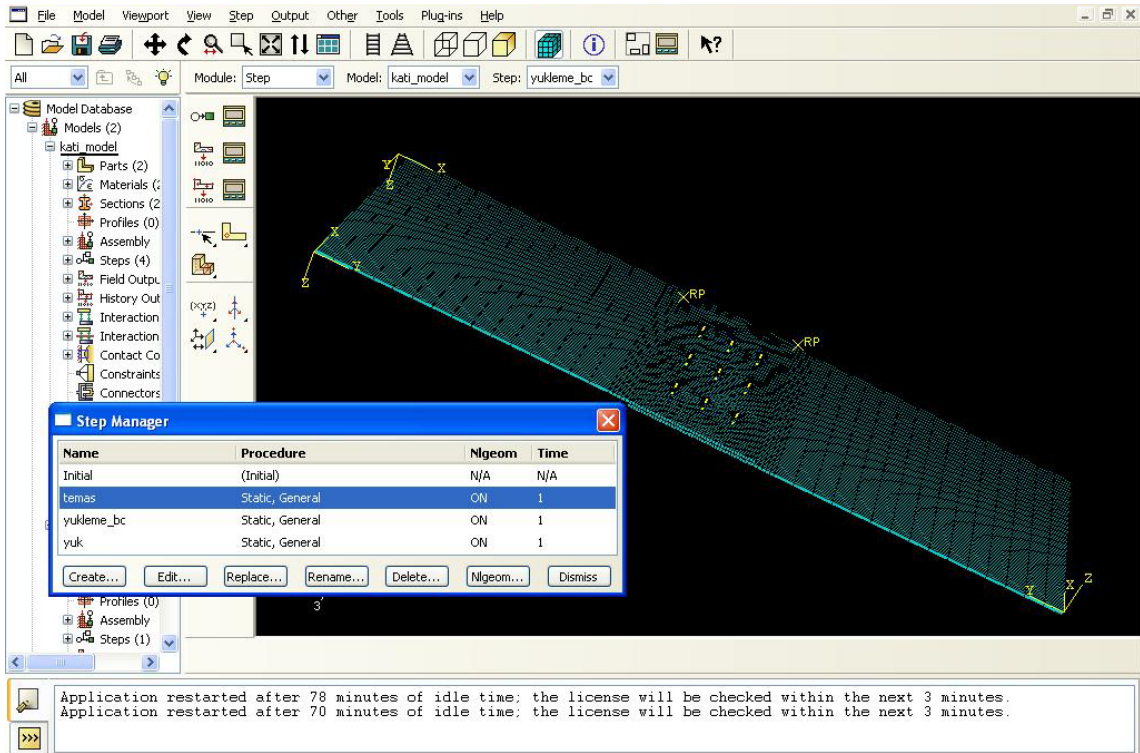 File Model Viewport View Step Output Other Tools Plug-ins Help
All Module: Step Model: kati_model Step: yukleme_bc
Model Database
Models (2)
kati_model
Parts (2)
Materials (2
Sections (2
Profiles (0)
Assembly
Steps (4)
Field Outpu
History Out
Interaction
Interaction
Contact Co
Constraints
Connectors
(XYZ)
Y X
Z
X
Y
Z
RP
RP
Z
X
Y
3
Step Manager
Name Procedure Nlgeom Time
Initial (Initial) N/A N/A
temas Static, General ON 1
yukleme_bc Static, General ON 1
yuk Static, General ON 1
Create... Edit... Replace... Rename... Delete... Nlgeom... Dismiss
Profiles (0)
Assembly
Steps (1)
Application restarted after 78 minutes of idle time; the license will be checked within the next 3 minutes.
Application restarted after 70 minutes of idle time; the license will be checked within the next 3 minutes.
>>>